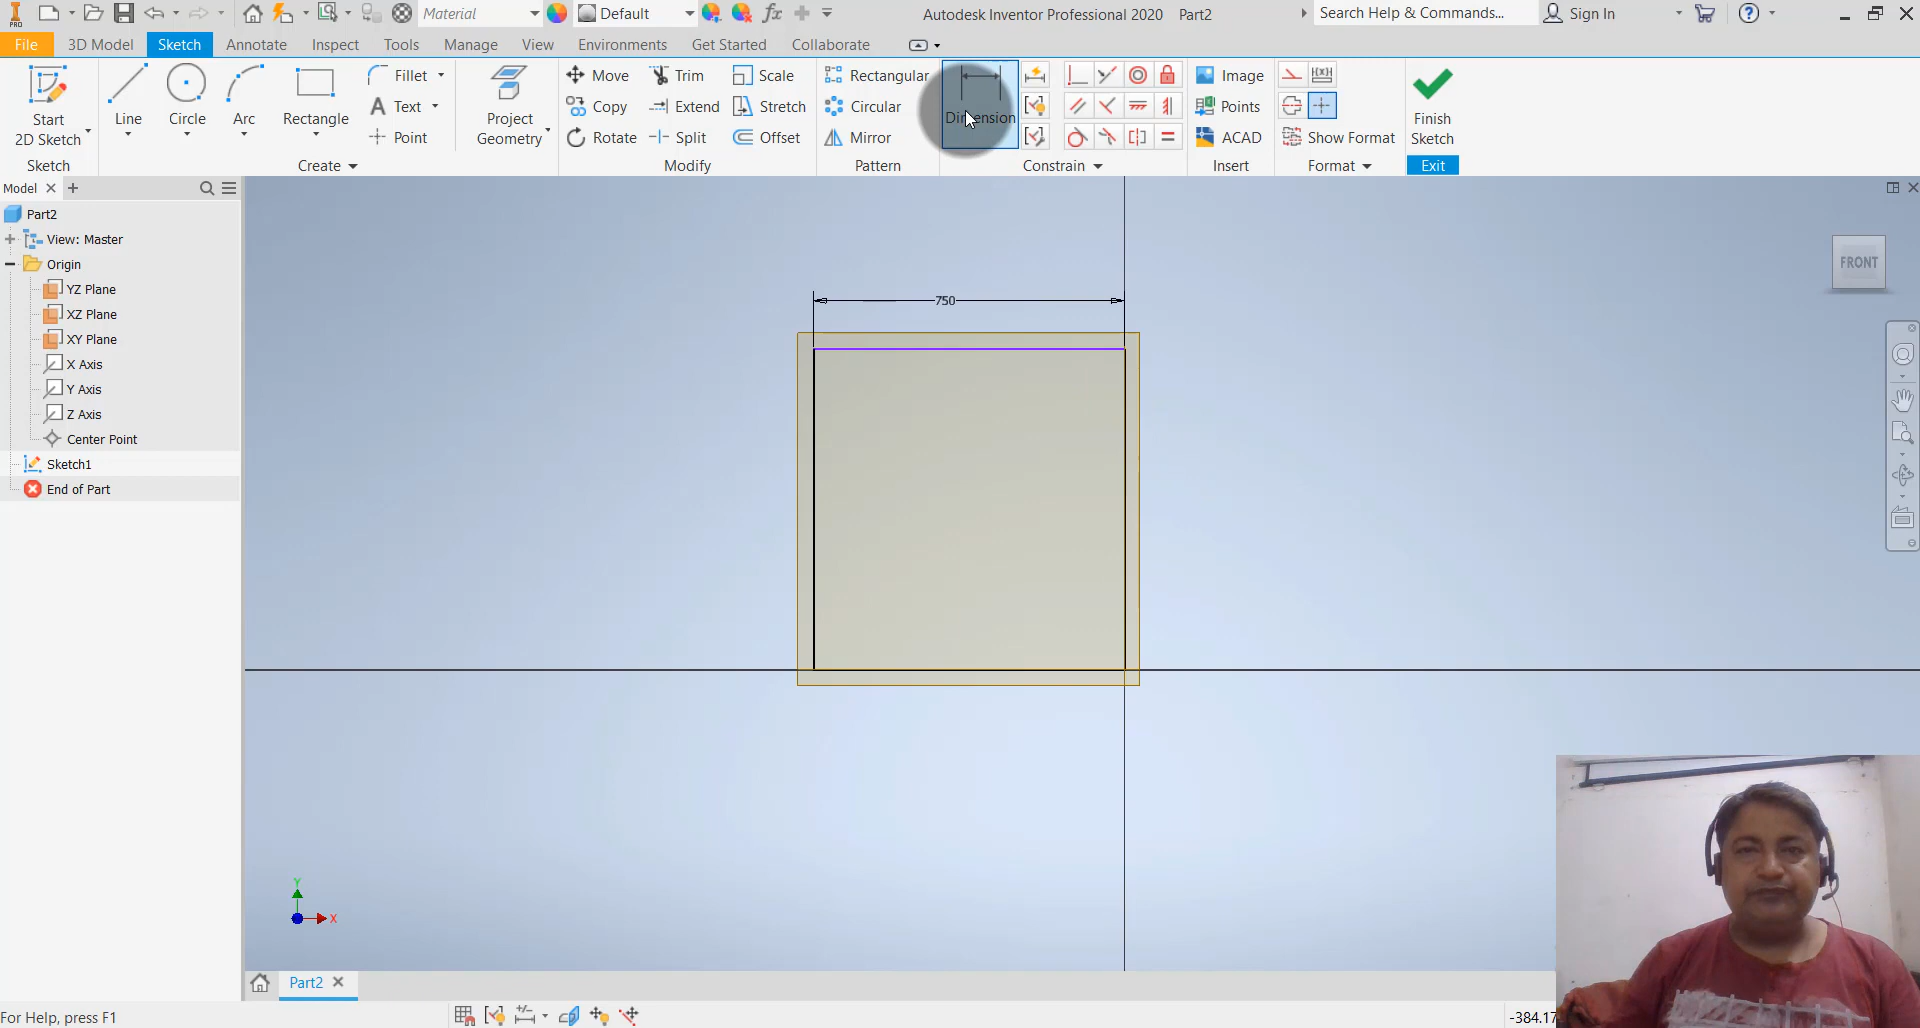 Material
Default
Autodesk Inventor Professional 2020 Part2
Search Help & Commands...
Sign In
File 3D Model Sketch Annotate Inspect Tools Manage View Environments Get Started Collaborate
PRO
Start
2D Sketch
Line
Circle
Arc
Rectangle
Fillet
Text
Point
Project
Geometry
Move
Copy
Rotate
Trim
Extend
Split
Scale
Stretch
Offset
Rectangular
Circular
Mirror
Dimension
Image
Points
ACAD
Show Format
Finish
Sketch
Sketch Create Modify Pattern Constrain Insert Format Exit
Model
Part2
View: Master
Origin
YZ Plane
XZ Plane
XY Plane
X Axis
Y Axis
Z Axis
Center Point
Sketch1
End of Part
750
FRONT
Y
X
Part2
For Help, press F1
-384.17